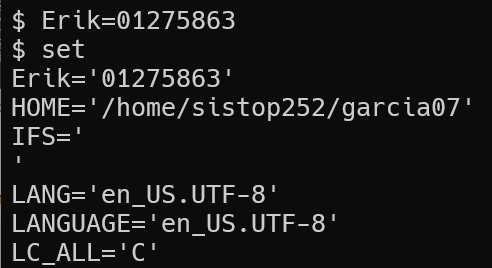 $ Erik=01275863
$ set
Erik='01275863'
HOME='/home/sistop252/garcia07'
IFS='
'
LANG='en_US.UTF-8'
LANGUAGE='en_US.UTF-8'
LC_ALL='C'